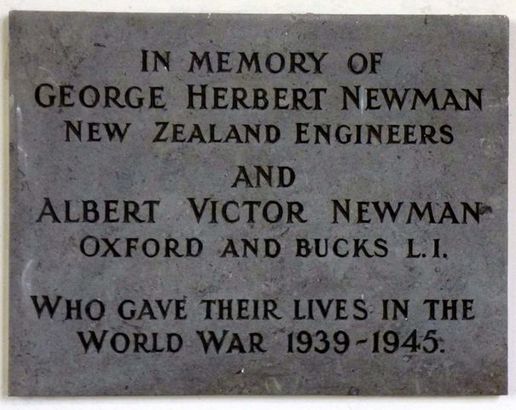 IN MEMORY OF
GEORGE HERBERT NEWMAN
NEW ZEALAND ENGINEERS
AND
ALBERT VICTOR NEWMAN
OXFORD AND BUCKS L.I.
WHO GAVE THEIR LIVES IN THE
WORLD WAR 1939-1945.